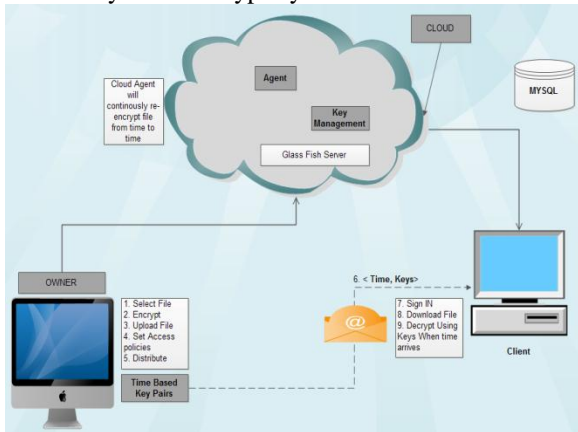 CLOUD
Agent
Cloud Agent
will
continously re-
encrypt file
from time to
time
MYSQL
Key
Management
Glass Fish Server
OWNER
1. Select File
2. Encrypt
3. Upload File
4. Set Access
policies
5. Distribute
Time Based
Key Pairs
6. < Time, Keys>
@
7. Sign IN
8. Download File
9. Decrypt Using
Keys When time
arrives
Client